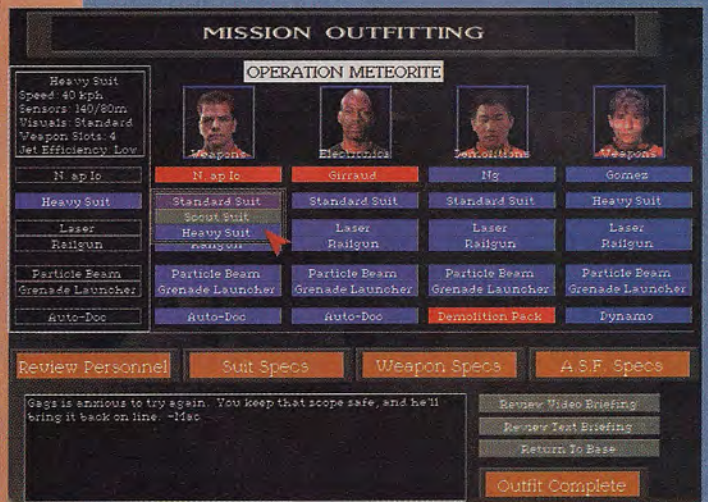 MISSION OUTFITTING
OPERATION METEORITE
Heavy Suit
Speed: 40 kph
Sensors: 140/80m
Visuals: Standard
Weapon Slots: 4
Jet Efficiency: Low
Weapons
Electronics
Demolitions
Weapons
N. ap Io
N. ap Io
Girraud
Ng
Gomez
Heavy Suit
Standard Suit
Scout Suit
Heavy Suit
Standard Suit
Standard Suit
Heavy Suit
Laser
Railgun
Railgun
Laser
Railgun
Laser
Railgun
Laser
Railgun
Particle Beam
Grenade Launcher
Particle Beam
Grenade Launcher
Particle Beam
Grenade Launcher
Particle Beam
Grenade Launcher
Particle Beam
Grenade Launcher
Auto-Doc
Auto-Doc
Auto-Doc
Demolition Pack
Dynamo
Review Personnel
Suit Specs
Weapon Specs
A.S.F. Specs
Gags is anxious to try again. You keep that scope safe, and he'll
bring it back on line. -Mac
Review Video Briefing
Review Text Briefing
Return To Base
Outfit Complete